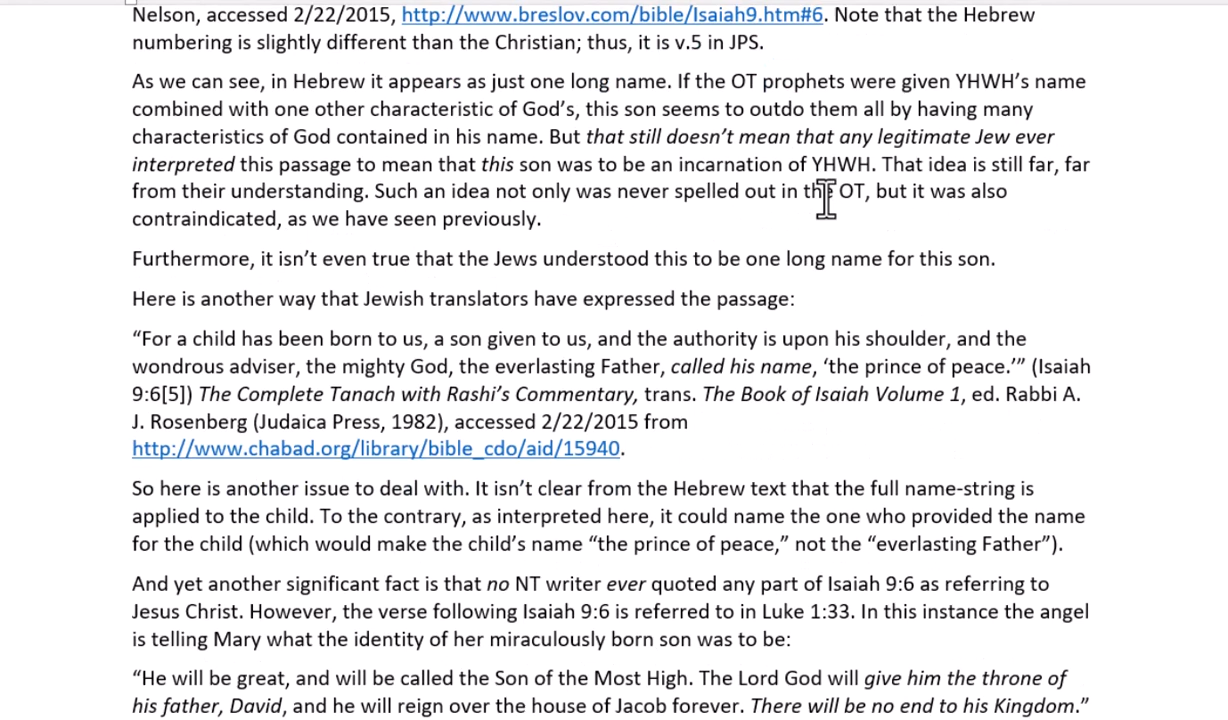 Nelson, accessed 2/22/2015, http://www.breslov.com/bible/Isaiah9.htm#6. Note that the Hebrew
numbering is slightly different than the Christian; thus, it is v.5 in JPS.
As we can see, in Hebrew it appears as just one long name. If the OT prophets were given YHWH’s name
combined with one other characteristic of God’s, this son seems to outdo them all by having many
characteristics of God contained in his name. But that still doesn’t mean that any legitimate Jew ever
interpreted this passage to mean that this son was to be an incarnation of YHWH. That idea is still far, far
from their understanding. Such an idea not only was never spelled out in the OT, but it was also
contraindicated, as we have seen previously.
Furthermore, it isn’t even true that the Jews understood this to be one long name for this son.
Here is another way that Jewish translators have expressed the passage:
“For a child has been born to us, a son given to us, and the authority is upon his shoulder, and the
wondrous adviser, the mighty God, the everlasting Father, called his name, ‘the prince of peace.’” (Isaiah
9:6[5]) The Complete Tanach with Rashi’s Commentary, trans. The Book of Isaiah Volume 1, ed. Rabbi A.
J. Rosenberg (Judaica Press, 1982), accessed 2/22/2015 from
http://www.chabad.org/library/bible_cdo/aid/15940.
So here is another issue to deal with. It isn’t clear from the Hebrew text that the full name-string is
applied to the child. To the contrary, as interpreted here, it could name the one who provided the name
for the child (which would make the child’s name “the prince of peace,” not the “everlasting Father”).
And yet another significant fact is that no NT writer ever quoted any part of Isaiah 9:6 as referring to
Jesus Christ. However, the verse following Isaiah 9:6 is referred to in Luke 1:33. In this instance the angel
is telling Mary what the identity of her miraculously born son was to be:
“He will be great, and will be called the Son of the Most High. The Lord God will give him the throne of
his father, David, and he will reign over the house of Jacob forever. There will be no end to his Kingdom.”